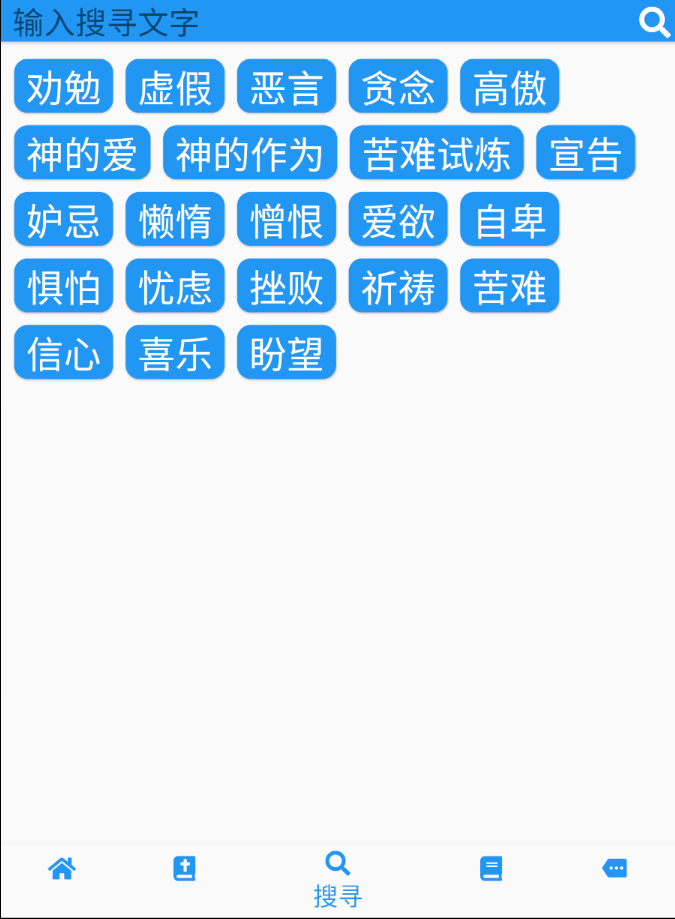 输入搜寻文字
劝勉 虚假 恶言 贪念 高傲
神的爱 神的作为 苦难试炼 宣告
妒忌 懒惰 憎恨 爱欲 自卑
惧怕 忧虑 挫败 祈祷 苦难
信心 喜乐 盼望
搜寻